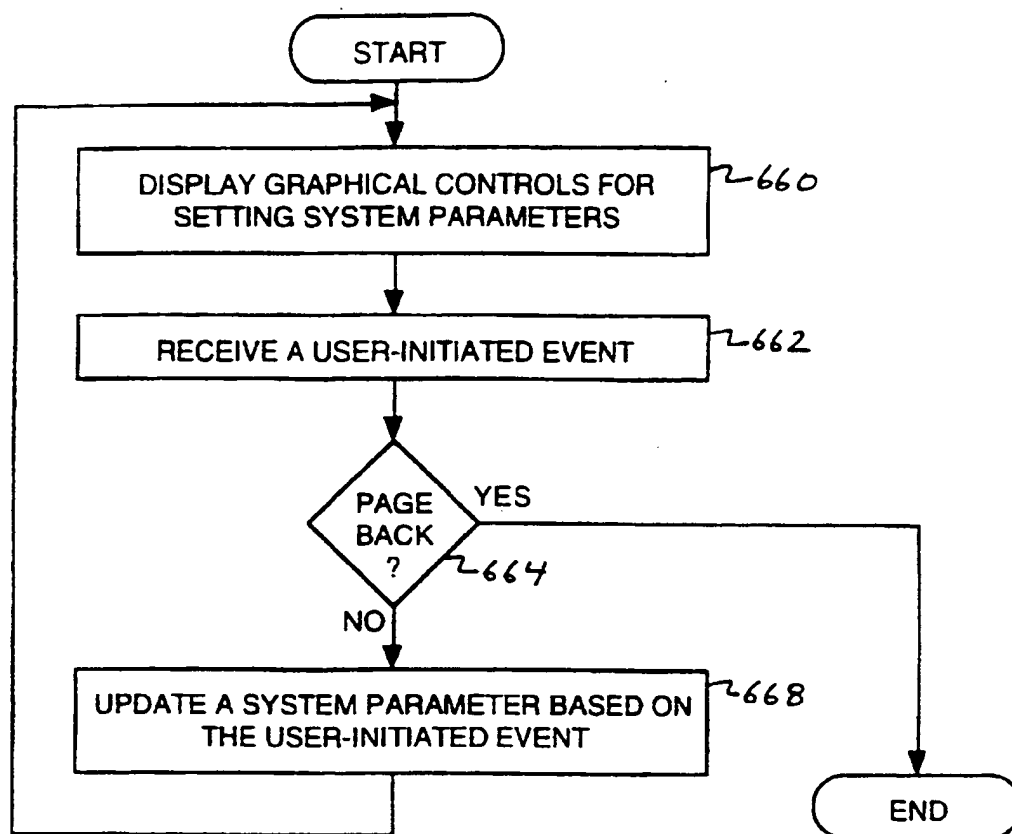 START
DISPLAY GRAPHICAL CONTROLS FOR
SETTING SYSTEM PARAMETERS
660
RECEIVE A USER-INITIATED EVENT
662
PAGE
BACK
?
YES
664
NO
UPDATE A SYSTEM PARAMETER BASED ON
THE USER-INITIATED EVENT
668
END